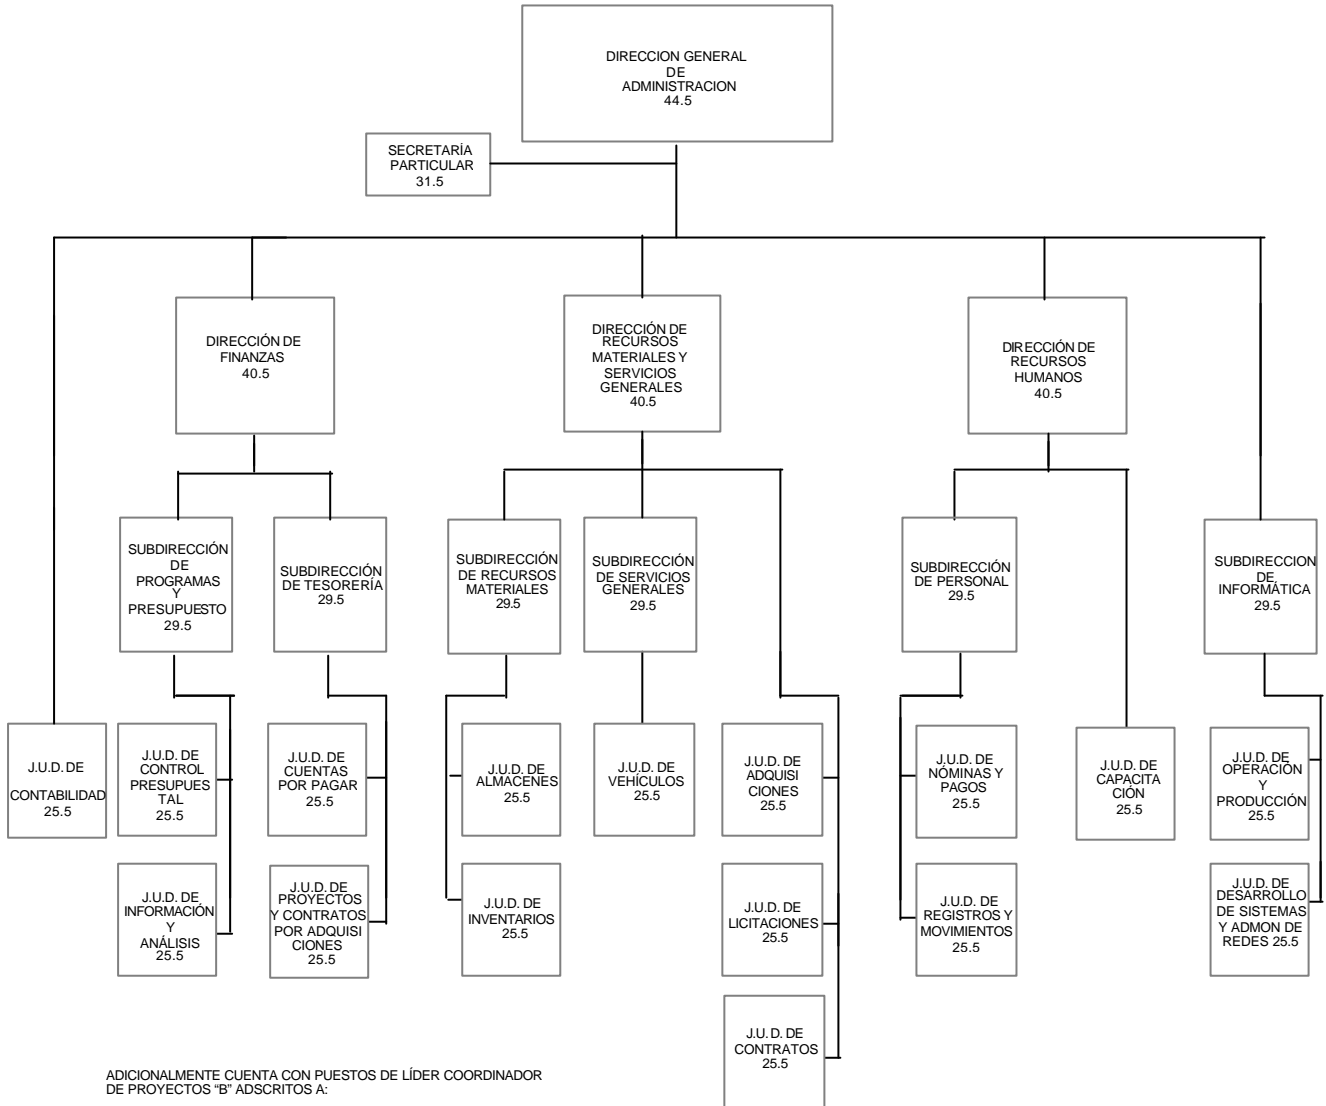 DIRECCION GENERAL
DE
ADMINISTRACION
44.5
SECRETARÍA
PARTICULAR
31.5
DIRECCIÓN DE
FINANZAS
40.5
DIRECCIÓN DE
RECURSOS
MATERIALES Y
SERVICIOS
GENERALES
40.5
DIRECCIÓN DE
RECURSOS
HUMANOS
40.5
SUBDIRECCIÓN
DE
PROGRAMAS
Y
PRESUPUESTO
29.5
SUBDIRECCIÓN
DE TESORERÍA
29.5
SUBDIRECCIÓN
DE RECURSOS
MATERIALES
29.5
SUBDIRECCIÓN
DE SERVICIOS
GENERALES
29.5
SUBDIRECCIÓN
DE PERSONAL
29.5
SUBDIRECCION
DE
INFORMÁTICA
29.5
J.U.D. DE
CONTABILIDAD
25.5
J.U.D. DE
CONTROL
PRESUPUES
TAL
25.5
J.U.D. DE
CUENTAS
POR PAGAR
25.5
J.U.D. DE
ALMACENES
25.5
J.U.D. DE
VEHÍCULOS
25.5
J.U.D. DE
ADQUISI
CIONES
25.5
J.U.D. DE
NÓMINAS Y
PAGOS
25.5
J.U.D. DE
CAPACITA
CIÓN
25.5
J.U.D. DE
OPERACIÓN
Y
PRODUCCIÓN
25.5
J.U.D. DE
INFORMACIÓN
Y
ANÁLISIS
25.5
J.U.D. DE
PROYECTOS
Y CONTRATOS
POR ADQUISI
CIONES
25.5
J.U.D. DE
INVENTARIOS
25.5
J.U.D. DE
LICITACIONES
25.5
J.U.D. DE
REGISTROS Y
MOVIMIENTOS
25.5
J.U.D. DE
DESARROLLO
DE SISTEMAS
Y ADMON DE
REDES 25.5
J.U.D. DE
CONTRATOS
25.5
ADICIONALMENTE CUENTA CON PUESTOS DE LÍDER COORDINADOR
DE PROYECTOS “B” ADSCRITOS A: